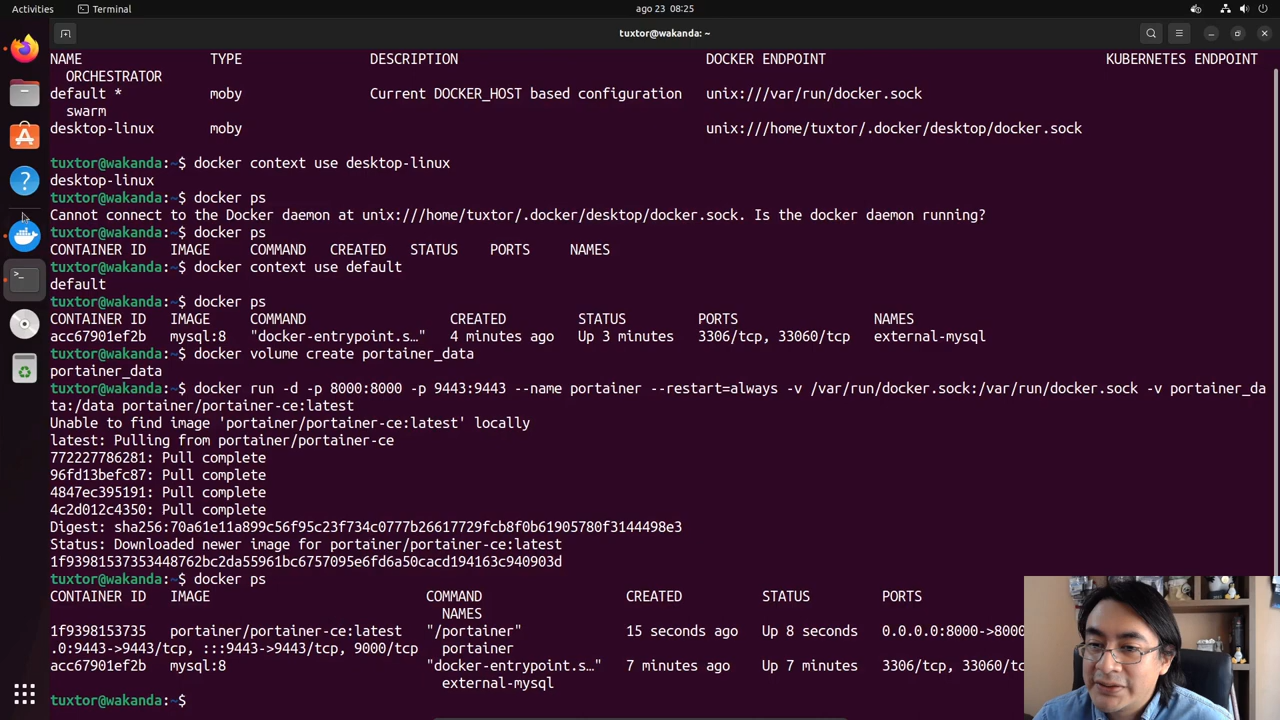 Activities
Terminal
ago 23 08:25
tuxtor@wakanda: ~
NAME TYPE DESCRIPTION DOCKER ENDPOINT KUBERNETES ENDPOINT
ORCHESTRATOR
default * moby Current DOCKER_HOST based configuration unix:///var/run/docker.sock
swarm
desktop-linux moby unix:///home/tuxtor/.docker/desktop/docker.sock
tuxtor@wakanda:~$ docker context use desktop-linux
desktop-linux
tuxtor@wakanda:~$ docker ps
Cannot connect to the Docker daemon at unix:///home/tuxtor/.docker/desktop/docker.sock. Is the docker daemon running?
tuxtor@wakanda:~$ docker ps
CONTAINER ID IMAGE COMMAND CREATED STATUS PORTS NAMES
tuxtor@wakanda:~$ docker context use default
default
tuxtor@wakanda:~$ docker ps
CONTAINER ID IMAGE COMMAND CREATED STATUS PORTS NAMES
acc67901ef2b mysql:8 "docker-entrypoint.s…" 4 minutes ago Up 3 minutes 3306/tcp, 33060/tcp external-mysql
tuxtor@wakanda:~$ docker volume create portainer_data
portainer_data
tuxtor@wakanda:~$ docker run -d -p 8000:8000 -p 9443:9443 --name portainer --restart=always -v /var/run/docker.sock:/var/run/docker.sock -v portainer_da
ta:/data portainer/portainer-ce:latest
Unable to find image 'portainer/portainer-ce:latest' locally
latest: Pulling from portainer/portainer-ce
772227786281: Pull complete
96fd13befc87: Pull complete
4847ec395191: Pull complete
4c2d012c4350: Pull complete
Digest: sha256:70a61e11a899c56f95c23f734c0777b26617729fcb8f0b61905780f3144498e3
Status: Downloaded newer image for portainer/portainer-ce:latest
1f9398153735344​8762bc2da55961bc6757095e6fd6a50cacd194163c940903d
tuxtor@wakanda:~$ docker ps
CONTAINER ID IMAGE COMMAND CREATED STATUS PORTS
NAMES
1f9398153735 portainer/portainer-ce:latest "/portainer" 15 seconds ago Up 8 seconds 0.0.0.0:8000->800
.0:9443->9443/tcp, :::9443->9443/tcp, 9000/tcp portainer
acc67901ef2b mysql:8 "docker-entrypoint.s…" 7 minutes ago Up 7 minutes 3306/tcp, 33060/t
external-mysql
tuxtor@wakanda:~$